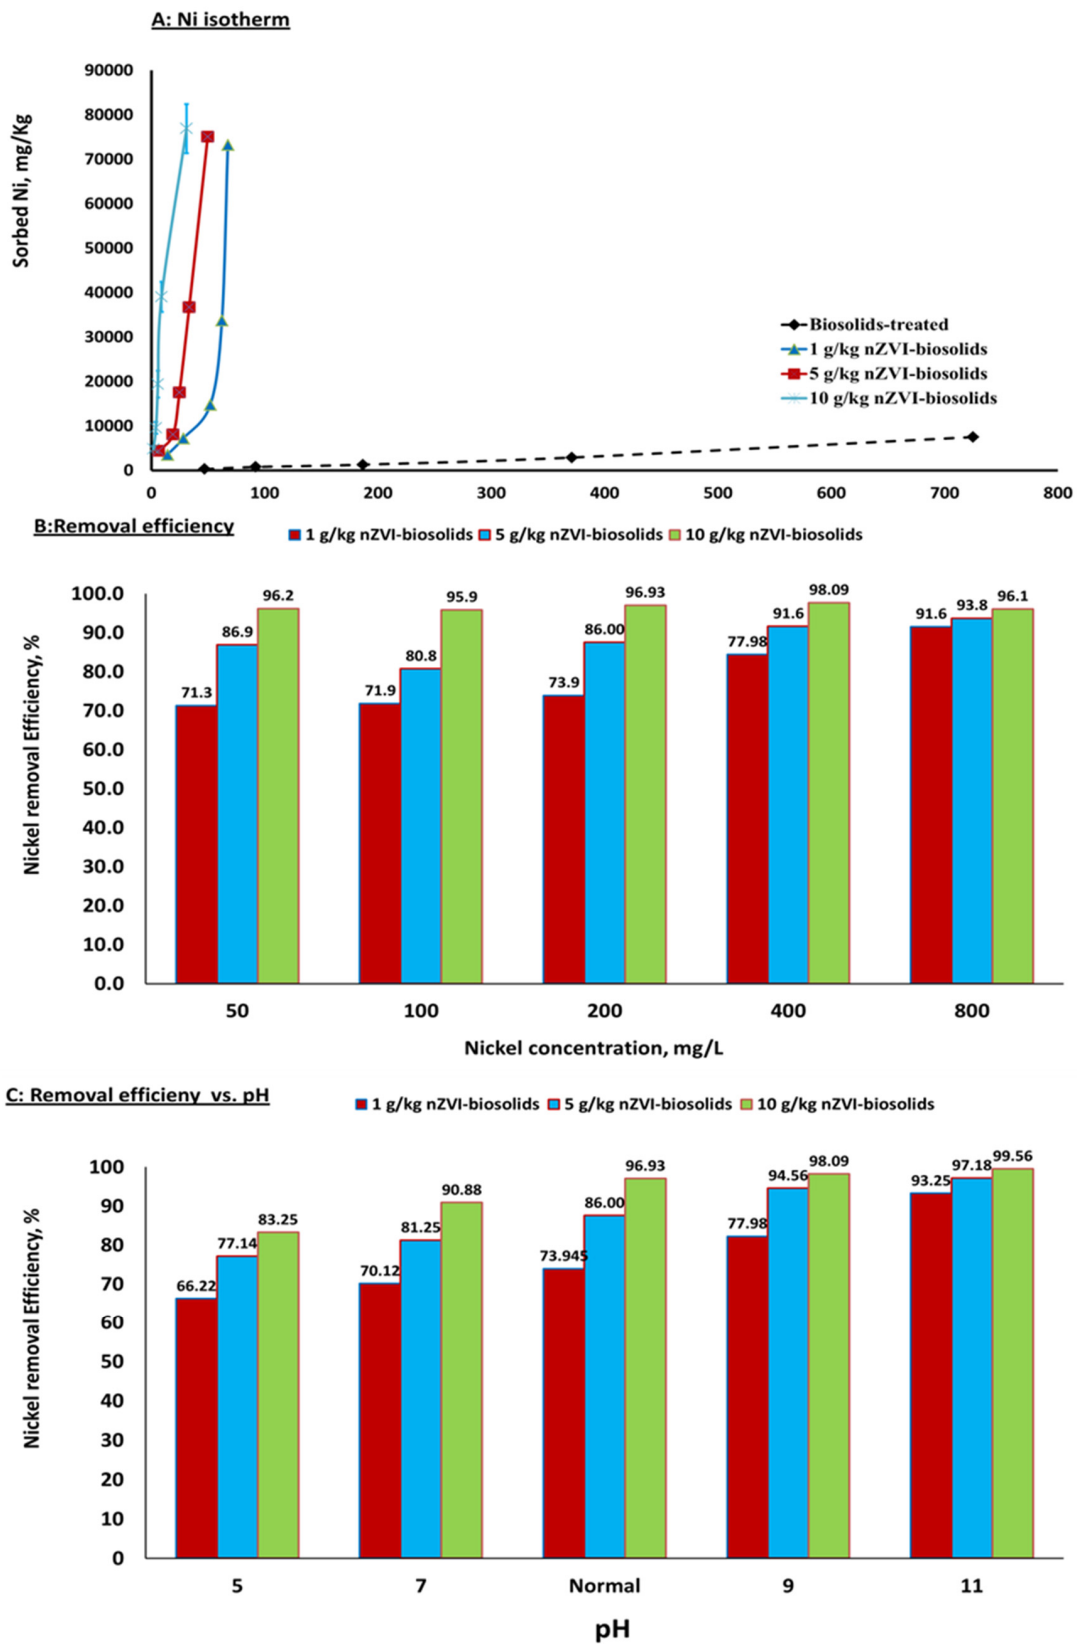 A: Ni isotherm
Sorbed Ni, mg/Kg
90000
80000
70000
60000
50000
40000
30000
20000
10000
0
Biosolids-treated
1 g/kg nZVI-biosolids
5 g/kg nZVI-biosolids
10 g/kg nZVI-biosolids
0 100 200 300 400 500 600 700 800
B:Removal efficiency
1 g/kg nZVI-biosolids 5 g/kg nZVI-biosolids 10 g/kg nZVI-biosolids
Nickel removal Efficiency, %
100.0
90.0
80.0
70.0
60.0
50.0
40.0
30.0
20.0
10.0
0.0
71.3 86.9 96.2
71.9 80.8 95.9
73.9 86.00 96.93
77.98 91.6 98.09
91.6 93.8 96.1
50 100 200 400 800
Nickel concentration, mg/L
C: Removal efficieny vs. pH
1 g/kg nZVI-biosolids 5 g/kg nZVI-biosolids 10 g/kg nZVI-biosolids
Nickel removal Efficiency, %
100
90
80
70
60
50
40
30
20
10
0
66.22 77.14 83.25
70.12 81.25 90.88
73.945 86.00 96.93
77.98 94.56 98.09
93.25 97.18 99.56
5 7 Normal 9 11
pH